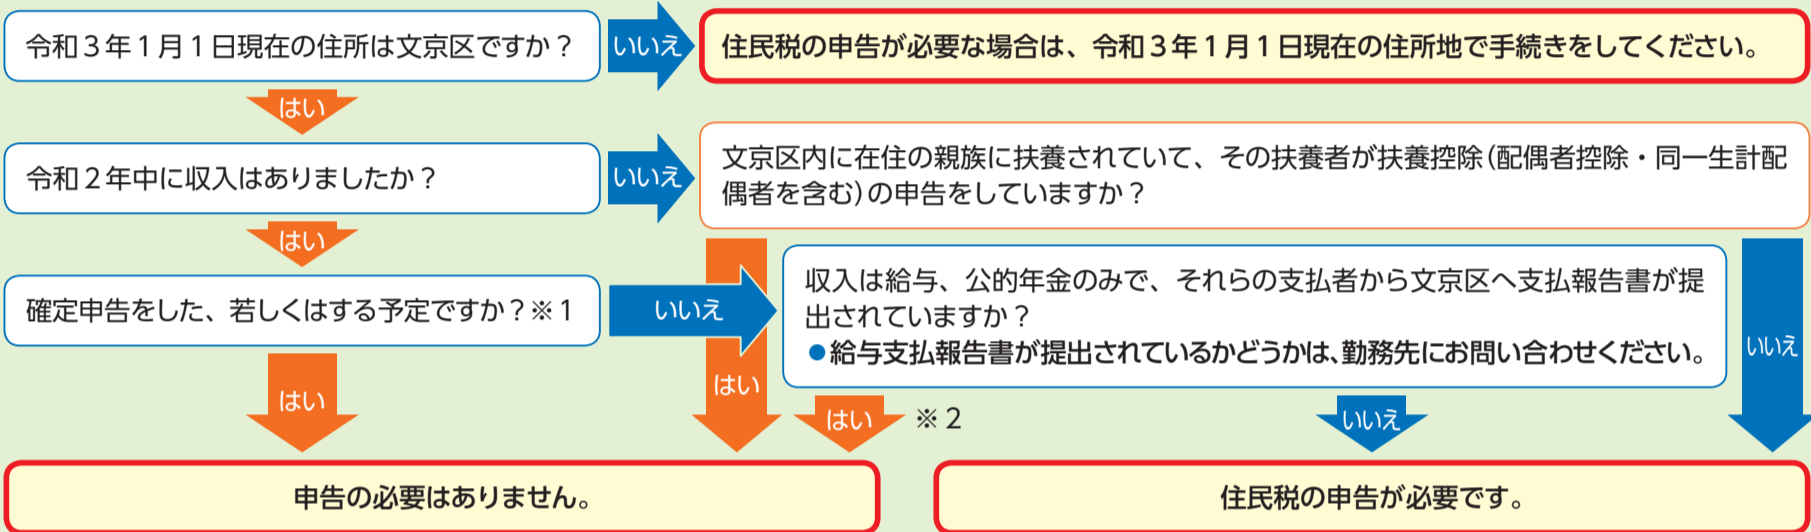 令和3年1月1日現在の住所は文京区ですか？
いいえ
住民税の申告が必要な場合は、令和3年1月1日現在の住所地で手続きをしてください。
はい
令和2年中に収入はありましたか？
いいえ
文京区内に在住の親族に扶養されていて、その扶養者が扶養控除(配偶者控除・同一生計配
偶者を含む)の申告をしていますか？
はい
確定申告をした、若しくはする予定ですか？※1
いいえ
収入は給与、公的年金のみで、それらの支払者から文京区へ支払報告書が提
出されていますか？
●給与支払報告書が提出されているかどうかは、勤務先にお問い合わせください。
いいえ
はい
はい
はい
※2
いいえ
申告の必要はありません。
住民税の申告が必要です。